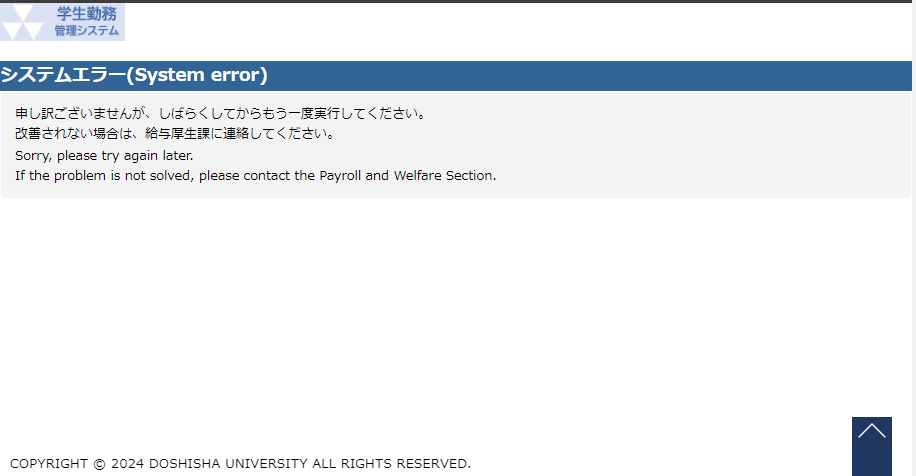 学生勤務
管理システム
システムエラー(System error)
申し訳ございませんが、しばらくしてからもう一度実行してください。
改善されない場合は、給与厚生課に連絡してください。
Sorry, please try again later.
If the problem is not solved, please contact the Payroll and Welfare Section.
COPYRIGHT © 2024 DOSHISHA UNIVERSITY ALL RIGHTS RESERVED.